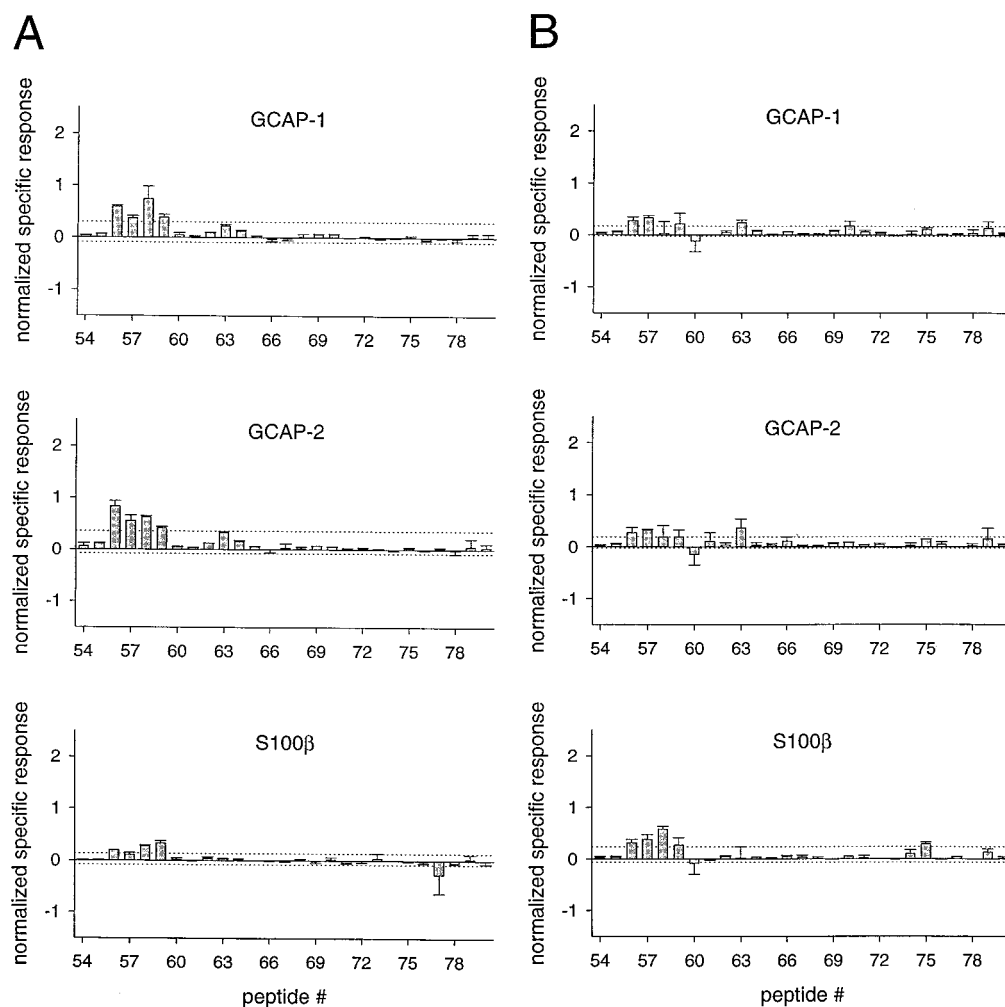 A
normalized specific response
GCAP-1
2
1
0
-1
54 57 60 63 66 69 72 75 78
normalized specific response
GCAP-2
2
1
0
-1
54 57 60 63 66 69 72 75 78
normalized specific response
S100β
2
1
0
-1
54 57 60 63 66 69 72 75 78
peptide #
B
normalized specific response
GCAP-1
2
1
0
-1
54 57 60 63 66 69 72 75 78
normalized specific response
GCAP-2
2
1
0
-1
54 57 60 63 66 69 72 75 78
normalized specific response
S100β
2
1
0
-1
54 57 60 63 66 69 72 75 78
peptide #